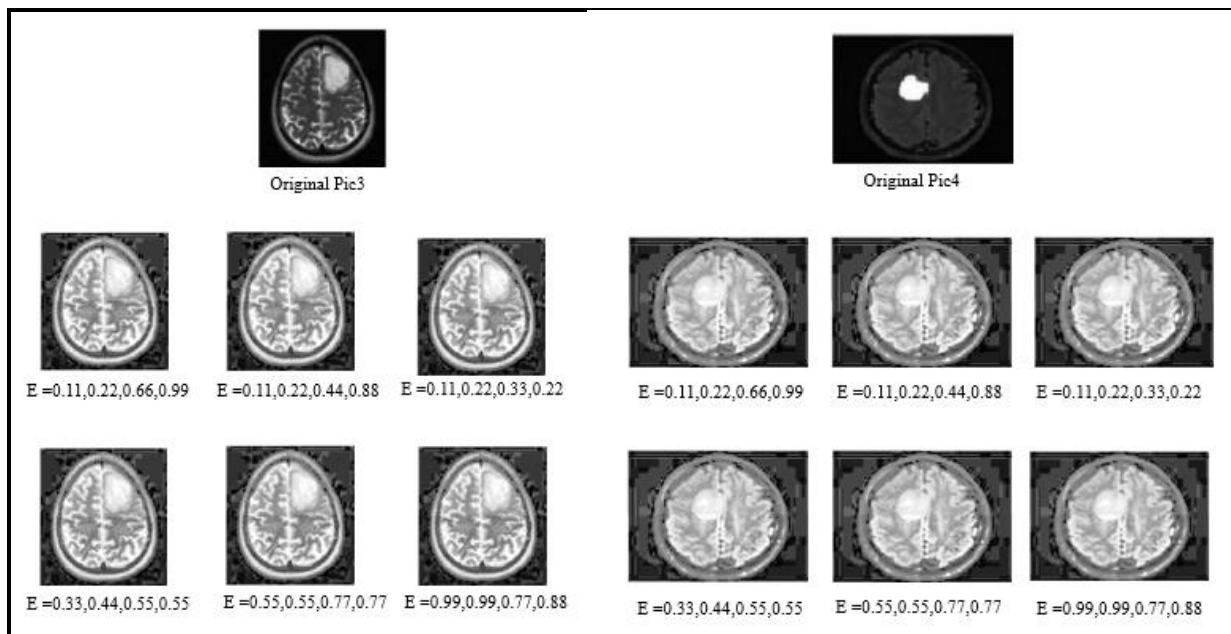 Original Pic3
Original Pic4
E =0.11,0.22,0.66,0.99
E =0.11,0.22,0.44,0.88
E =0.11,0.22,0.33,0.22
E =0.11,0.22,0.66,0.99
E =0.11,0.22,0.44,0.88
E =0.11,0.22,0.33,0.22
E =0.33,0.44,0.55,0.55
E =0.55,0.55,0.77,0.77
E =0.99,0.99,0.77,0.88
E =0.33,0.44,0.55,0.55
E =0.55,0.55,0.77,0.77
E =0.99,0.99,0.77,0.88